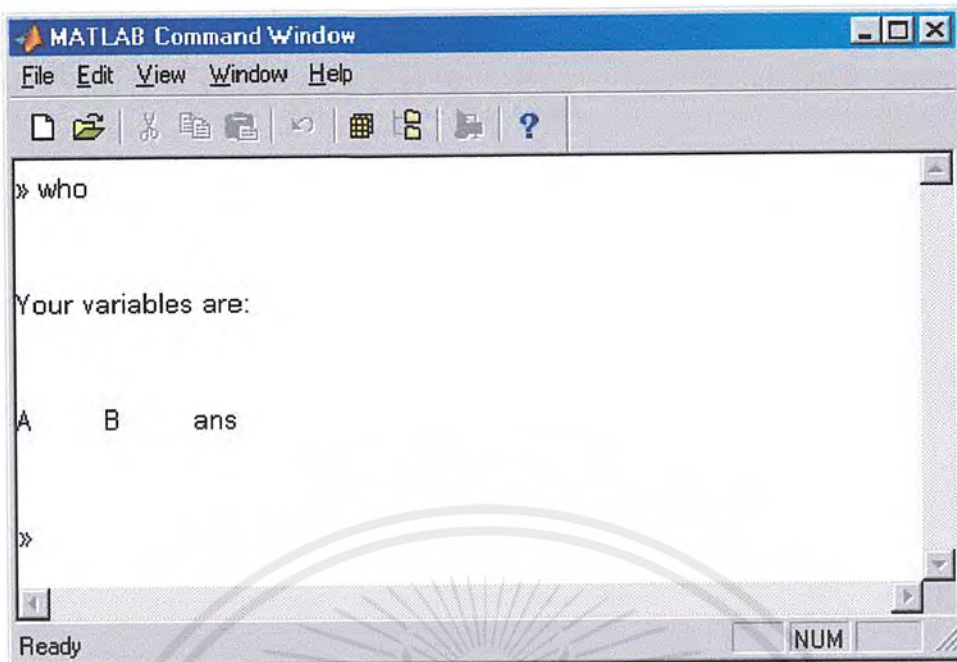 MATLAB Command Window
File Edit View Window Help
» who
Your variables are:
A B ans
»
Ready NUM